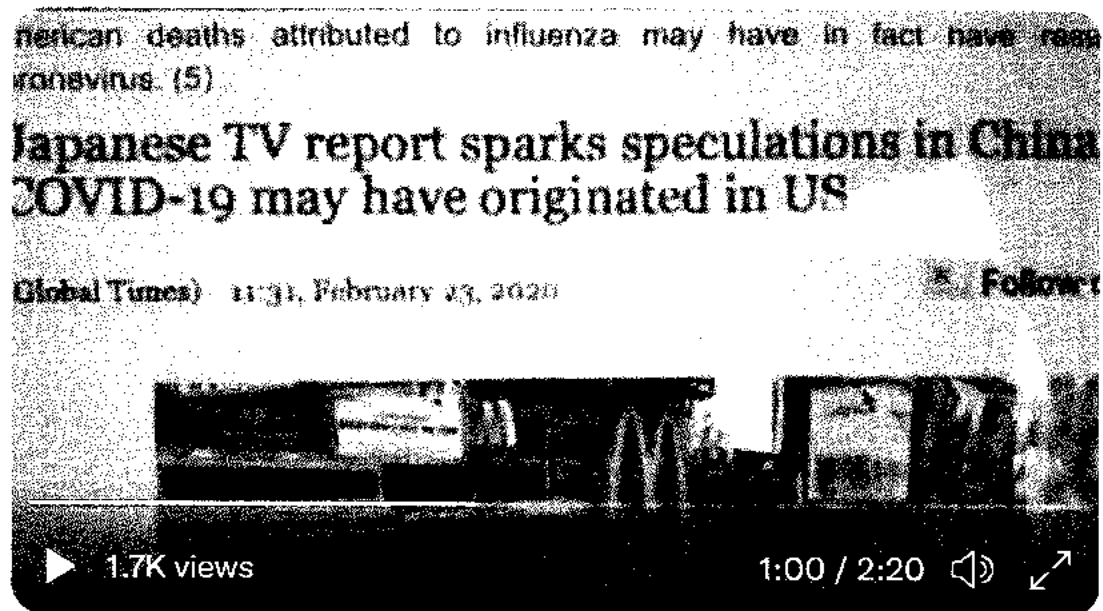 merican deaths attributed to influenza may have in fact have resu
oronavirus. (5)
Japanese TV report sparks speculations in China
COVID-19 may have originated in US
Global Times) 11:31, February 23, 2020
Follow
1.7K views
1:00 / 2:20